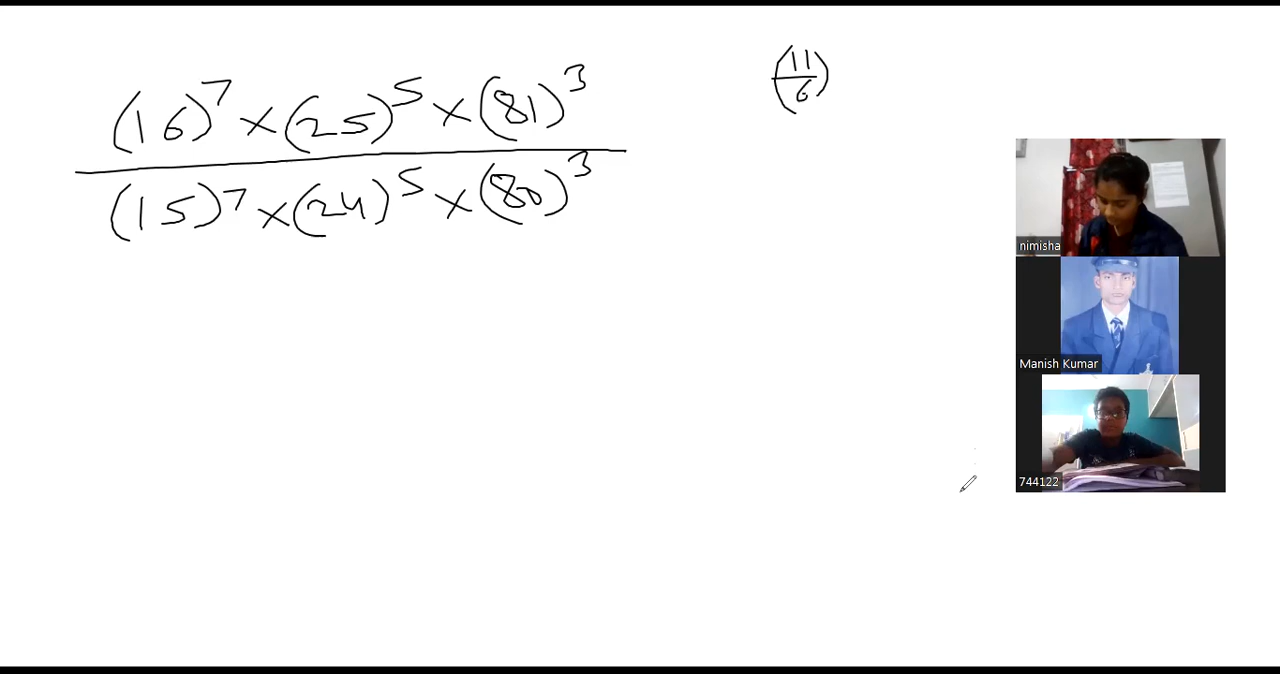 (16)^7 × (25)^5 × (81)^3
(15)^7 × (24)^5 × (80)^3
(11/6)
nimisha
Manish Kumar
744122